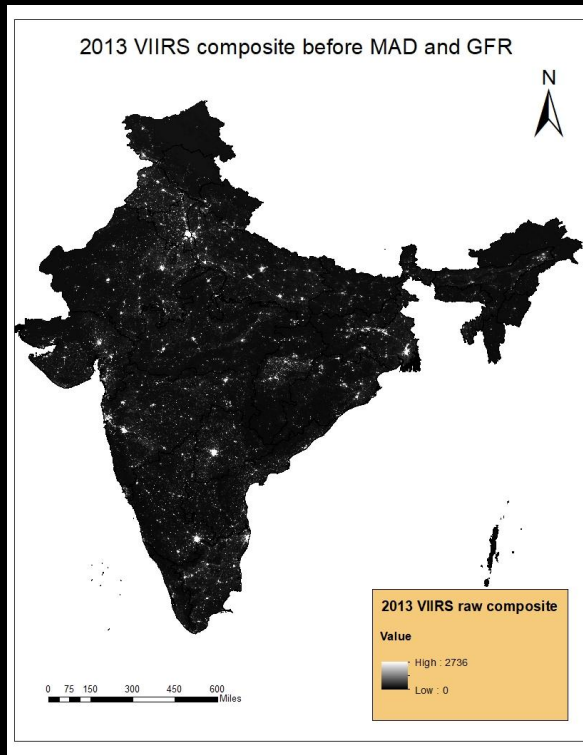 2013 VIIRS composite before MAD and GFR
N
2013 VIIRS raw composite
Value
High : 2736
Low : 0
0 75 150 300 450 600
Miles